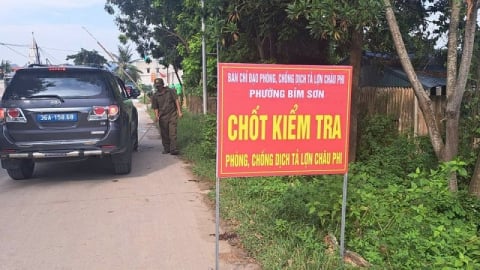 BAN CHỈ ĐẠO PHÒNG, CHỐNG DỊCH TẢ LỢN CHÂU PHI
PHƯỜNG BỈM SƠN
CHỐT KIỂM TRA
PHÒNG, CHỐNG DỊCH TẢ LỢN CHÂU PHI